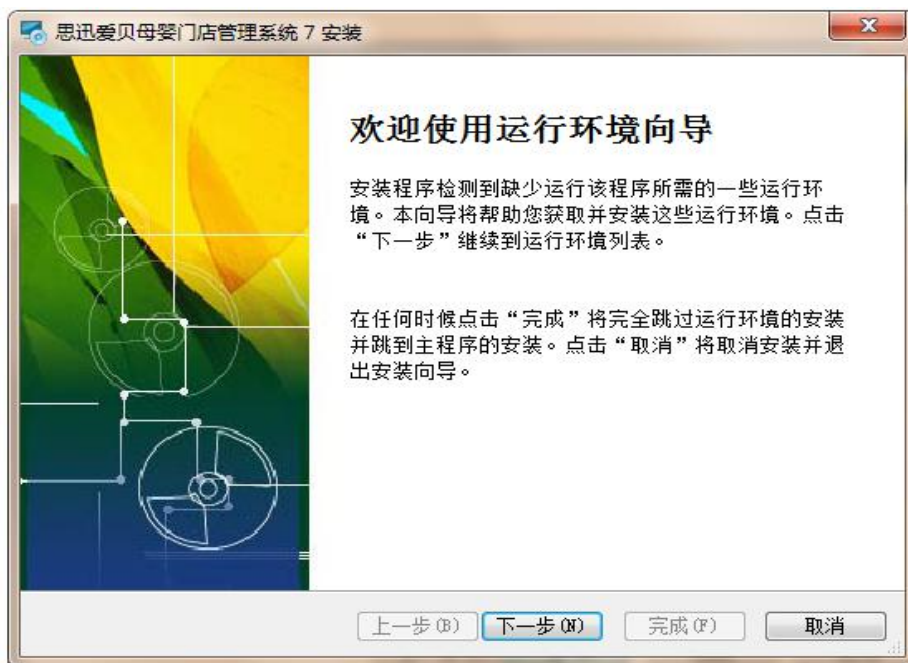 思迅爱贝母婴门店管理系统 7 安装
欢迎使用运行环境向导
安装程序检测到缺少运行该程序所需的一些运行环
境。本向导将帮助您获取并安装这些运行环境。点击
“下一步”继续到运行环境列表。
在任何时候点击“完成”将完全跳过运行环境的安装
并跳到主程序的安装。点击“取消”将取消安装并退
出安装向导。
上一步(B) 下一步(N) 完成(F) 取消